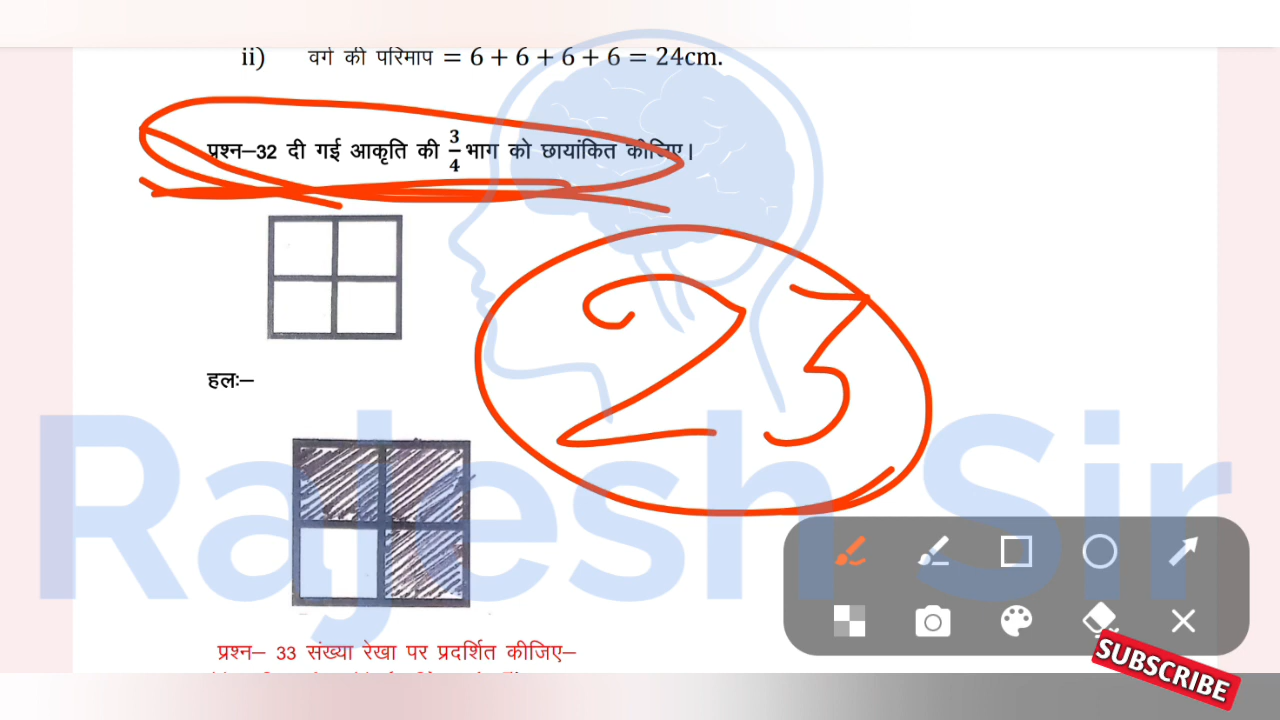 ii) वर्ग की परिमाप = 6 + 6 + 6 + 6 = 24cm.
प्रश्न–32 दी गई आकृति की 3/4 भाग को छायांकित कीजिए।
23
हलः–
Rajesh Sir
प्रश्न– 33 संख्या रेखा पर प्रदर्शित कीजिए–
SUBSCRIBE